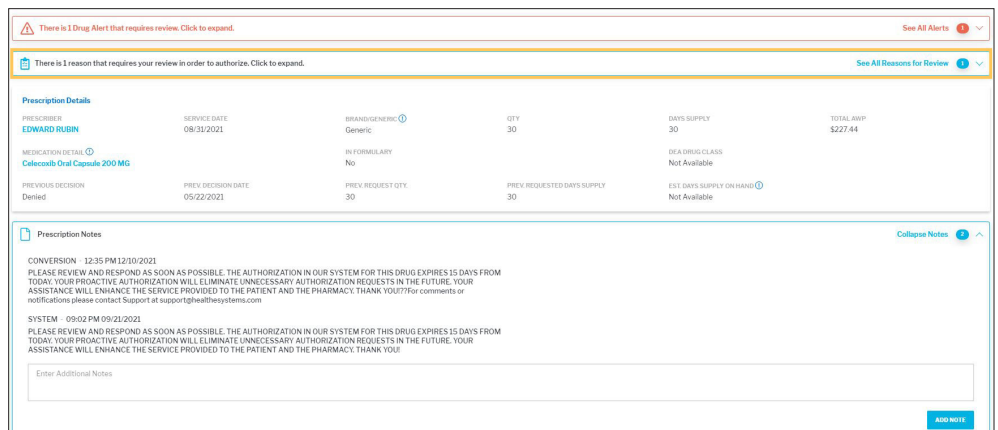 There is 1 Drug Alert that requires review. Click to expand. See All Alerts 1
There is 1 reason that requires your review in order to authorize. Click to expand. See All Reasons for Review 1
Prescription Details
PRESCRIBER SERVICE DATE BRAND/GENERIC QTY DAYS SUPPLY TOTAL AWP
EDWARD RUBIN 08/31/2021 Generic 30 30 $227.44
MEDICATION DETAIL IN FORMULARY DEA DRUG CLASS
Celecoxib Oral Capsule 200 MG No Not Available
PREVIOUS DECISION PREV. DECISION DATE PREV. REQUEST QTY. PREV. REQUESTED DAYS SUPPLY EST. DAYS SUPPLY ON HAND
Denied 05/22/2021 30 30 Not Available
Prescription Notes Collapse Notes 2
CONVERSION · 12:35 PM 12/10/2021
PLEASE REVIEW AND RESPOND AS SOON AS POSSIBLE. THE AUTHORIZATION IN OUR SYSTEM FOR THIS DRUG EXPIRES 15 DAYS FROM
TODAY. YOUR PROACTIVE AUTHORIZATION WILL ELIMINATE UNNECESSARY AUTHORIZATION REQUESTS IN THE FUTURE. YOUR
ASSISTANCE WILL ENHANCE THE SERVICE PROVIDED TO THE PATIENT AND THE PHARMACY. THANK YOU!??For comments or
notifications please contact Support at support@healthesystems.com
SYSTEM · 09:02 PM 09/21/2021
PLEASE REVIEW AND RESPOND AS SOON AS POSSIBLE. THE AUTHORIZATION IN OUR SYSTEM FOR THIS DRUG EXPIRES 15 DAYS FROM
TODAY. YOUR PROACTIVE AUTHORIZATION WILL ELIMINATE UNNECESSARY AUTHORIZATION REQUESTS IN THE FUTURE. YOUR
ASSISTANCE WILL ENHANCE THE SERVICE PROVIDED TO THE PATIENT AND THE PHARMACY. THANK YOU!
Enter Additional Notes
ADD NOTE